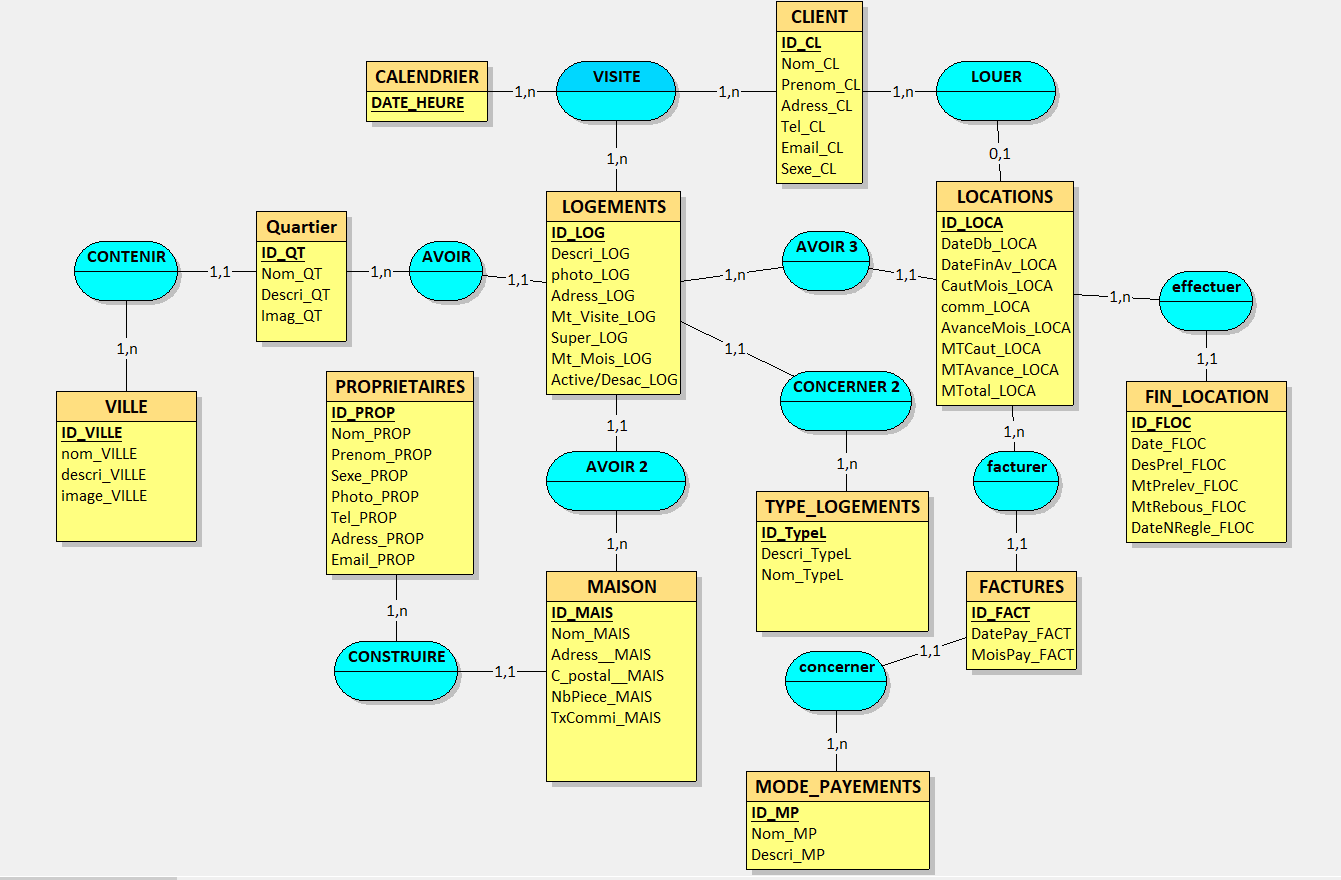 CLIENT
ID_CL
Nom_CL
Prenom_CL
Adress_CL
Tel_CL
Email_CL
Sexe_CL
CALENDRIER
DATE_HEURE
1,n
VISITE
1,n
1,n
LOUER
1,n
0,1
LOGEMENTS
ID_LOG
Descri_LOG
photo_LOG
Adress_LOG
Mt_Visite_LOG
Super_LOG
Mt_Mois_LOG
Active/Desac_LOG
LOCATIONS
ID_LOCA
DateDb_LOCA
DateFinAv_LOCA
CautMois_LOCA
comm_LOCA
AvanceMois_LOCA
MTCaut_LOCA
MTAvance_LOCA
MTotal_LOCA
CONTENIR
1,1
Quartier
ID_QT
Nom_QT
Descri_QT
Imag_QT
1,n
AVOIR
1,1
1,n
AVOIR 3
1,1
1,n
effectuer
1,1
1,n
VILLE
ID_VILLE
nom_VILLE
descri_VILLE
image_VILLE
PROPRIETAIRES
ID_PROP
Nom_PROP
Prenom_PROP
Sexe_PROP
Photo_PROP
Tel_PROP
Adress_PROP
Email_PROP
1,1
CONCERNER 2
1,n
FIN_LOCATION
ID_FLOC
Date_FLOC
DesPrel_FLOC
MtPrelev_FLOC
MtRebous_FLOC
DateNRegle_FLOC
1,1
AVOIR 2
1,n
1,n
facturer
1,1
TYPE_LOGEMENTS
ID_TypeL
Descri_TypeL
Nom_TypeL
MAISON
ID_MAIS
Nom_MAIS
Adress__MAIS
C_postal__MAIS
NbPiece_MAIS
TxCommi_MAIS
FACTURES
ID_FACT
DatePay_FACT
MoisPay_FACT
1,n
CONSTRUIRE
1,1
concerner
1,1
1,n
MODE_PAYEMENTS
ID_MP
Nom_MP
Descri_MP